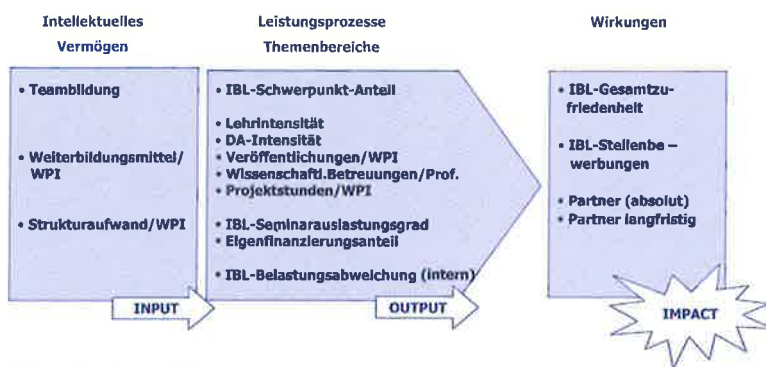 Intellektuelles
Vermögen
• Teambildung
• Weiterbildungsmittel/
WPI
• Strukturaufwand/WPI
INPUT
Leistungsprozesse
Themenbereiche
• IBL-Schwerpunkt-Anteil
• Lehrintensität
• DA-Intensität
• Veröffentlichungen/WPI
• Wissenschaftl.Betreuungen/Prof.
• Projektstunden/WPI
• IBL-Seminarauslastungsgrad
• Eigenfinanzierungsanteil
• IBL-Belastungsabweichung (intern)
OUTPUT
Wirkungen
• IBL-Gesamtzu-
friedenheit
• IBL-Stellenbe –
werbungen
• Partner (absolut)
• Partner langfristig
IMPACT